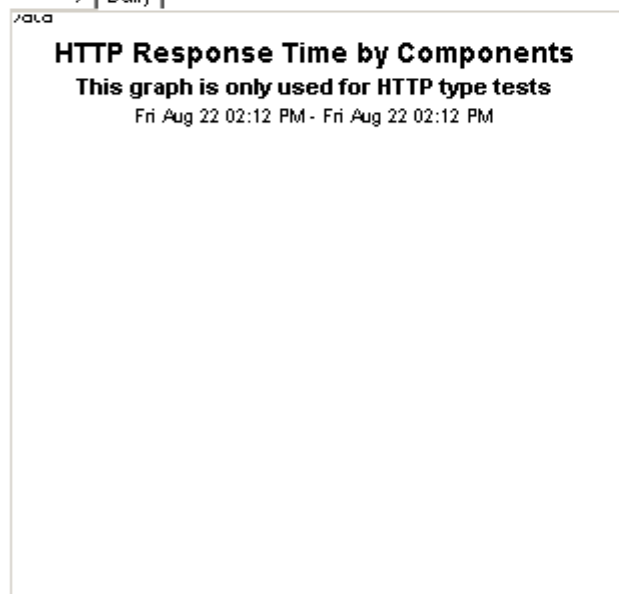 Daily
HTTP Response Time by Components
This graph is only used for HTTP type tests
Fri Aug 22 02:12 PM - Fri Aug 22 02:12 PM